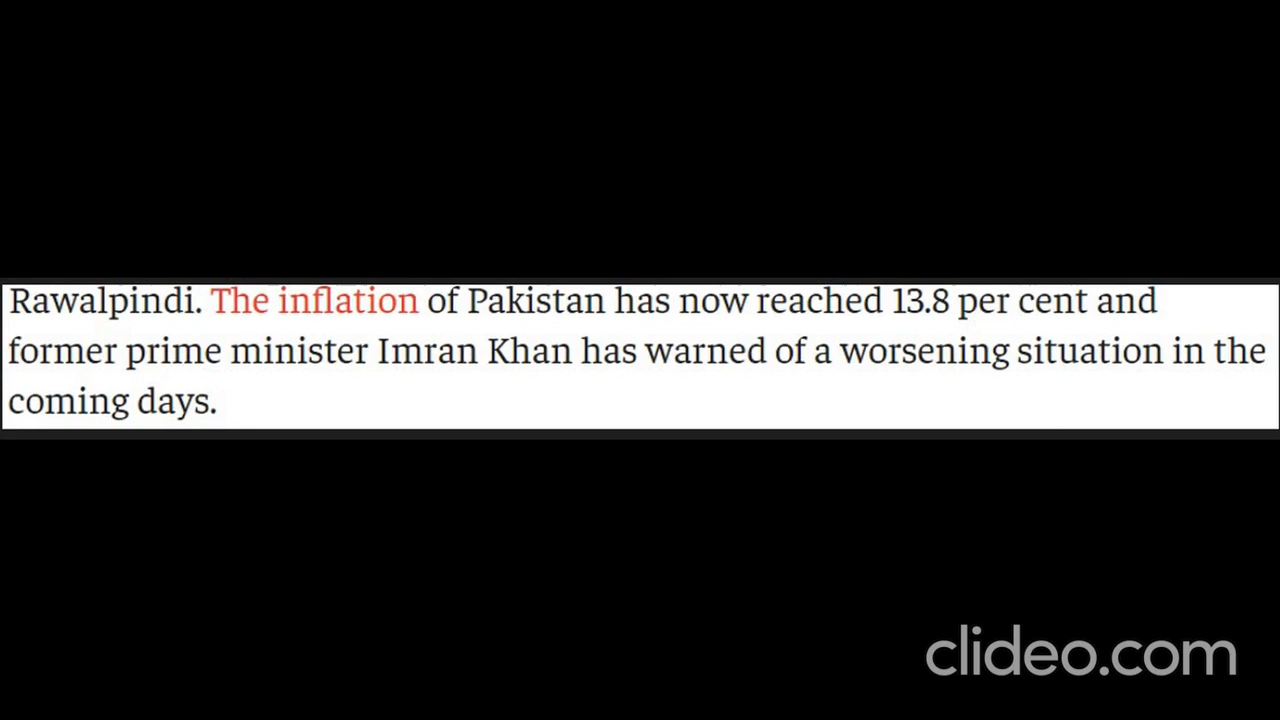 Rawalpindi. The inflation of Pakistan has now reached 13.8 per cent and
former prime minister Imran Khan has warned of a worsening situation in the
coming days.
clideo.com